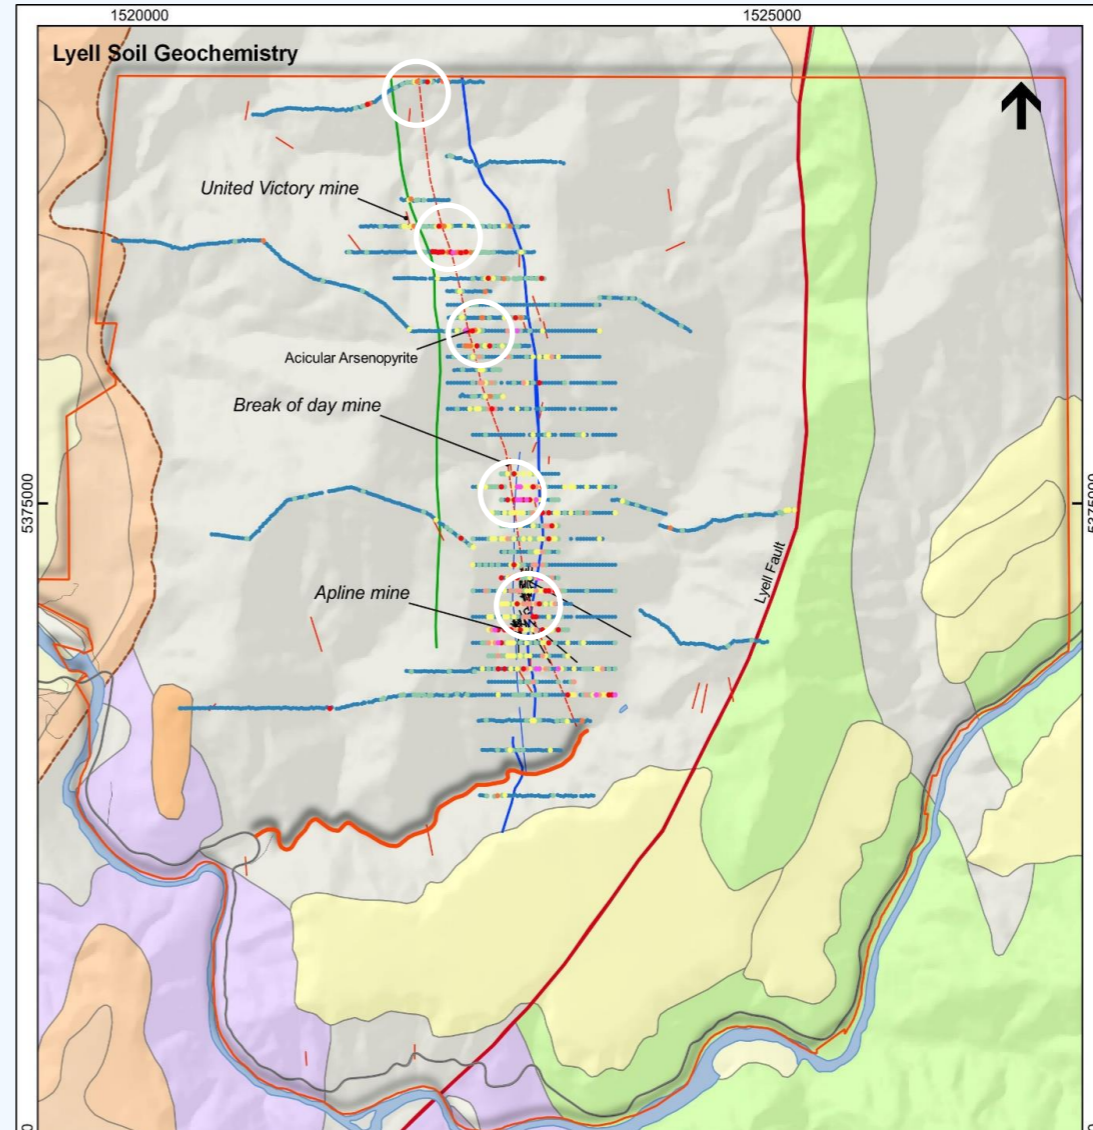 1520000
1525000
Lyell Soil Geochemistry
United Victory mine
Acicular Arsenopyrite
Break of day mine
5375000
5375000
Lyell Fault
Apline mine